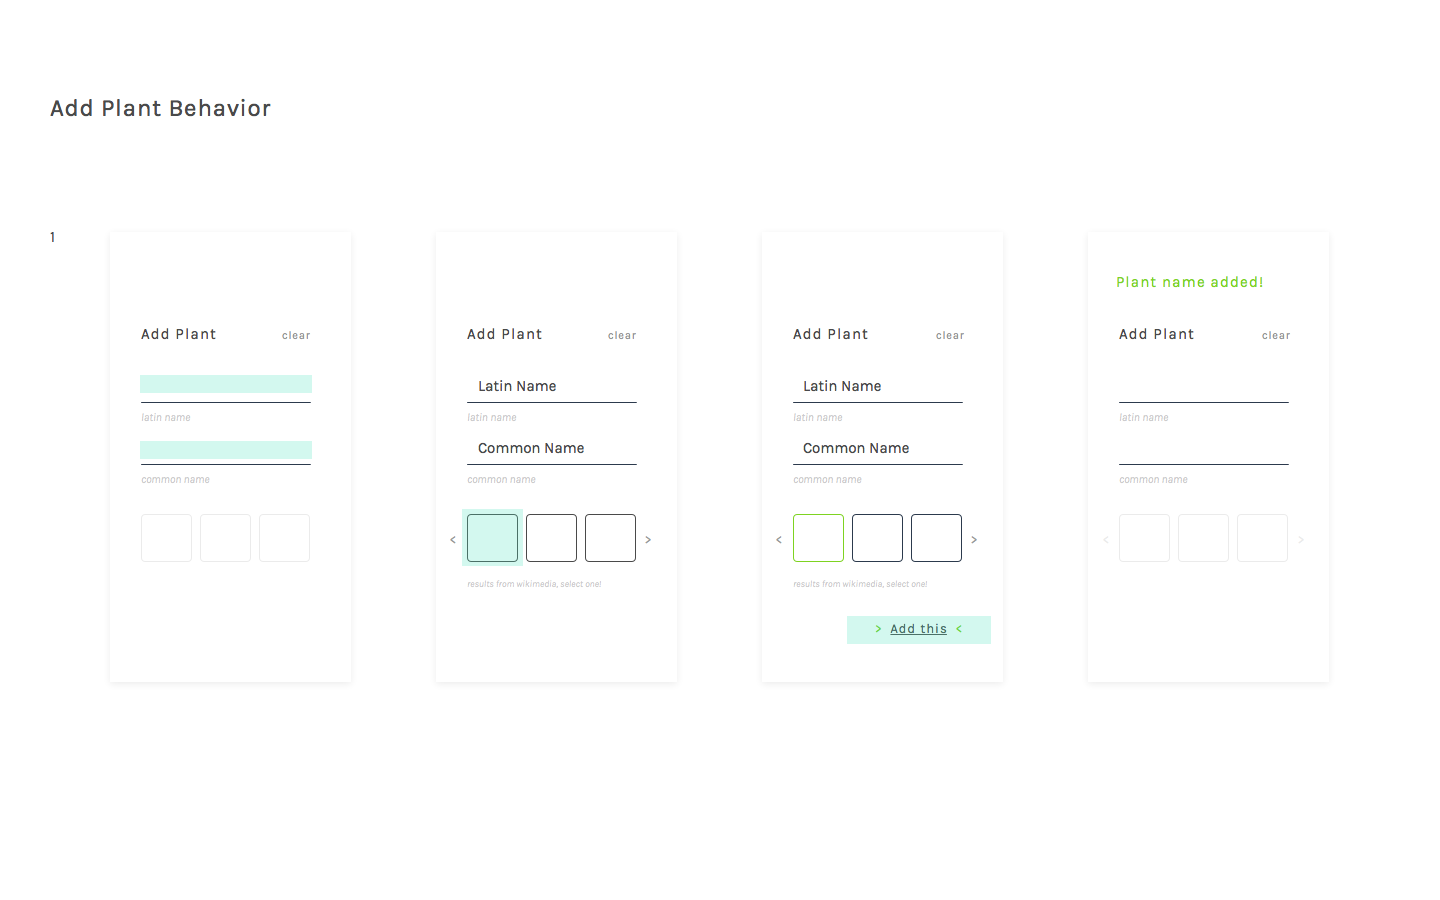 Add Plant Behavior
1
Add Plant clear
latin name
common name
Add Plant clear
Latin Name
latin name
Common Name
common name
< >
results from wikimedia, select one!
Add Plant clear
Latin Name
latin name
Common Name
common name
< >
results from wikimedia, select one!
> Add this <
Plant name added!
Add Plant clear
latin name
common name
< >